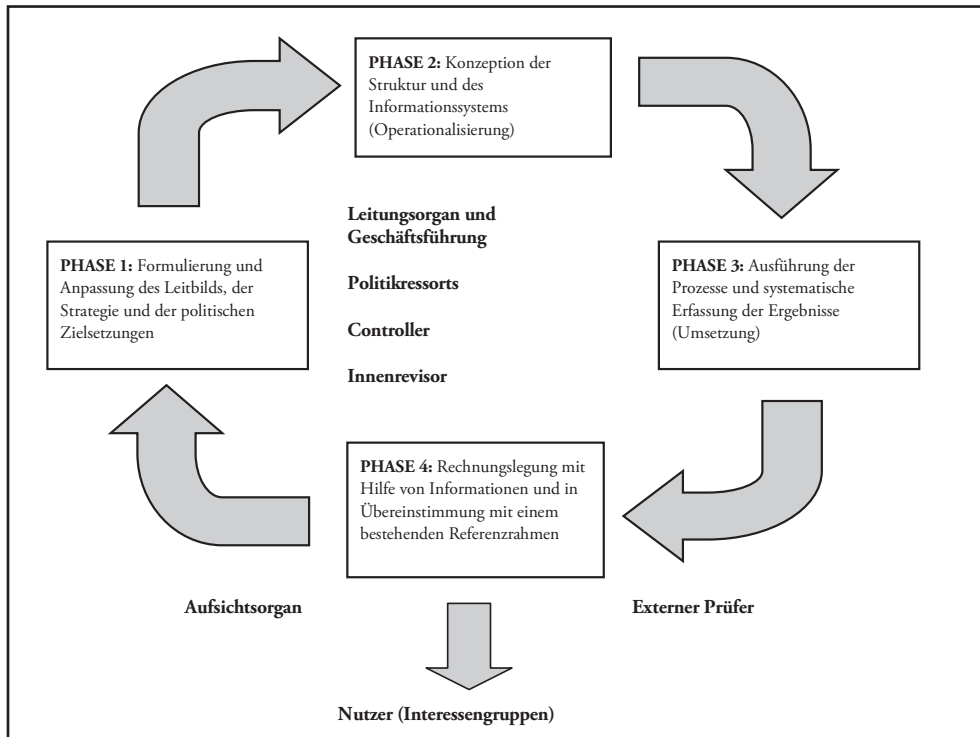 PHASE 2: Konzeption der
Struktur und des
Informationssystems
(Operationalisierung)
Leitungsorgan und
Geschäftsführung
PHASE 1: Formulierung und
Anpassung des Leitbilds, der
Strategie und der politischen
Zielsetzungen
Politikressorts
PHASE 3: Ausführung der
Prozesse und systematische
Erfassung der Ergebnisse
(Umsetzung)
Controller
Innenrevisor
PHASE 4: Rechnungslegung mit
Hilfe von Informationen und in
Übereinstimmung mit einem
bestehenden Referenzrahmen
Aufsichtsorgan
Externer Prüfer
Nutzer (Interessengruppen)